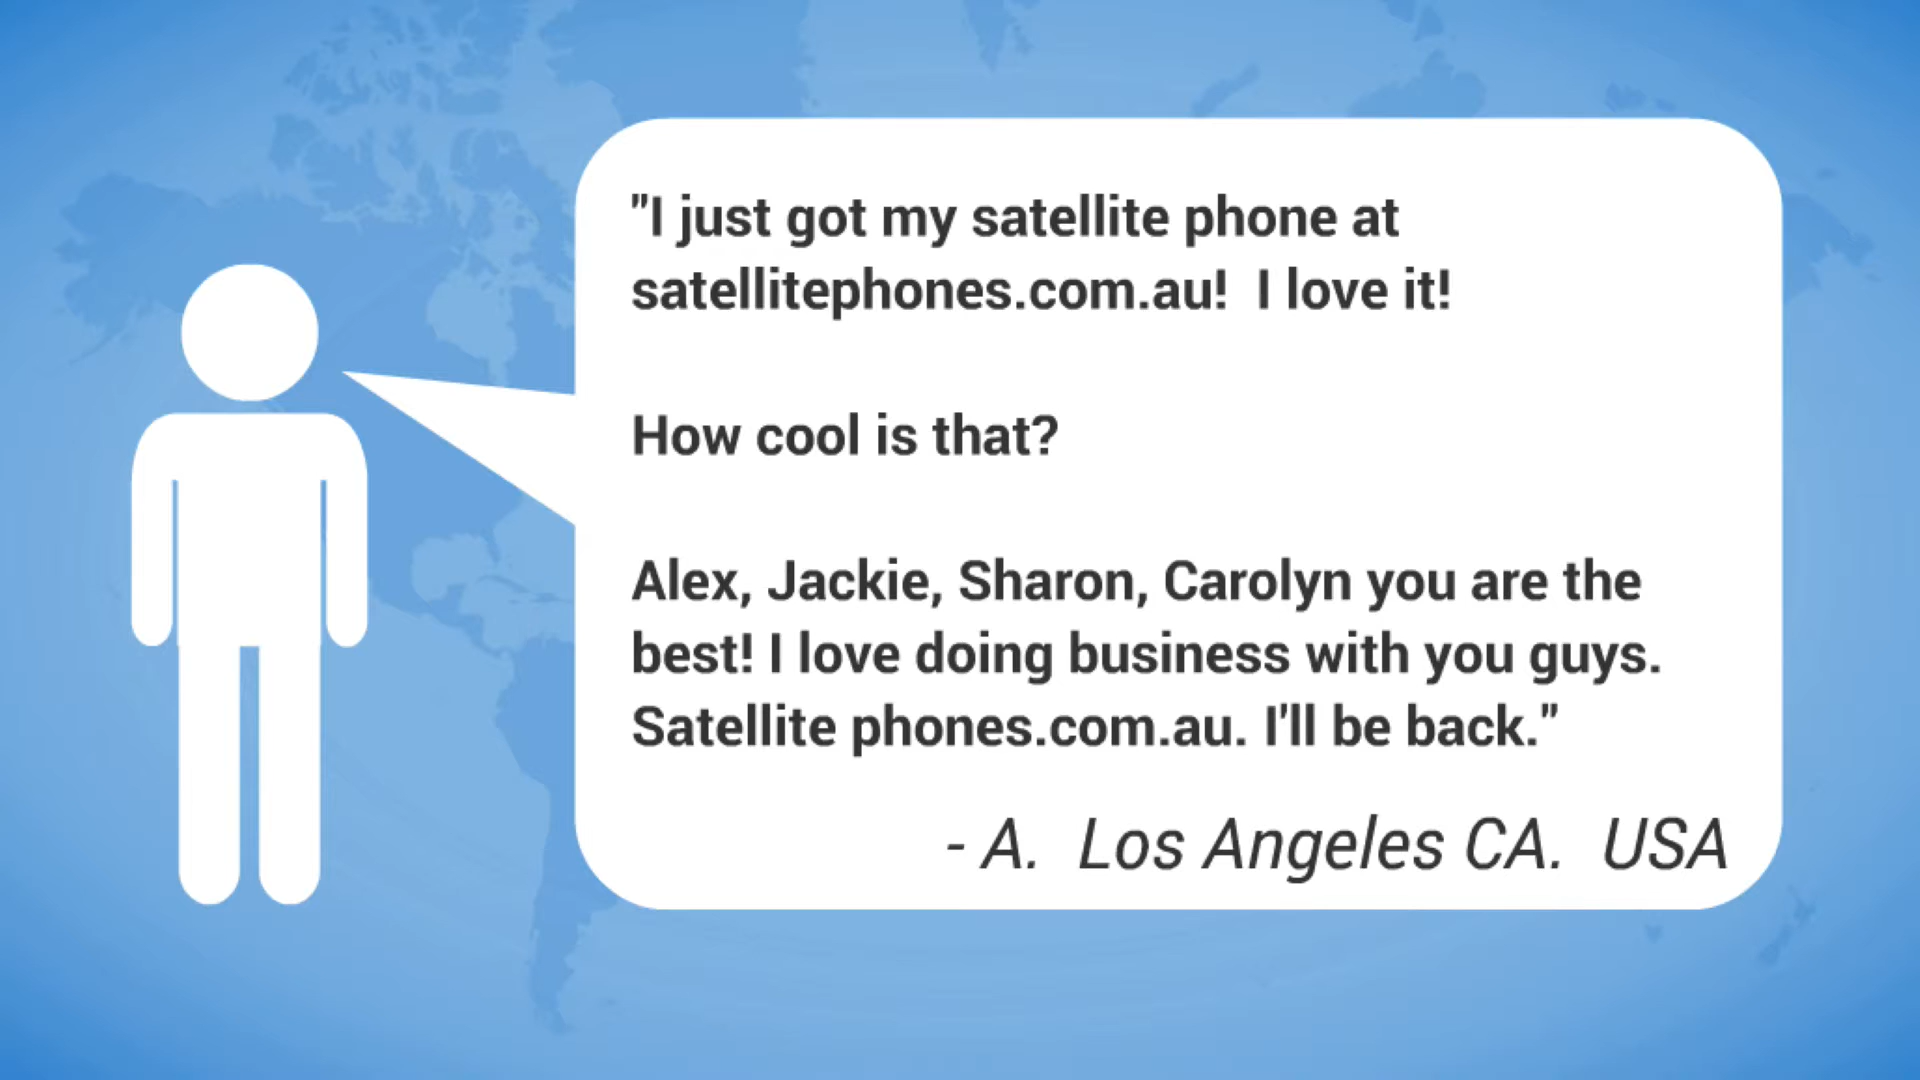 "I just got my satellite phone at
satellitephones.com.au!  I love it!
How cool is that?
Alex, Jackie, Sharon, Carolyn you are the
best! I love doing business with you guys.
Satellite phones.com.au. I'll be back."
- A.  Los Angeles CA.  USA